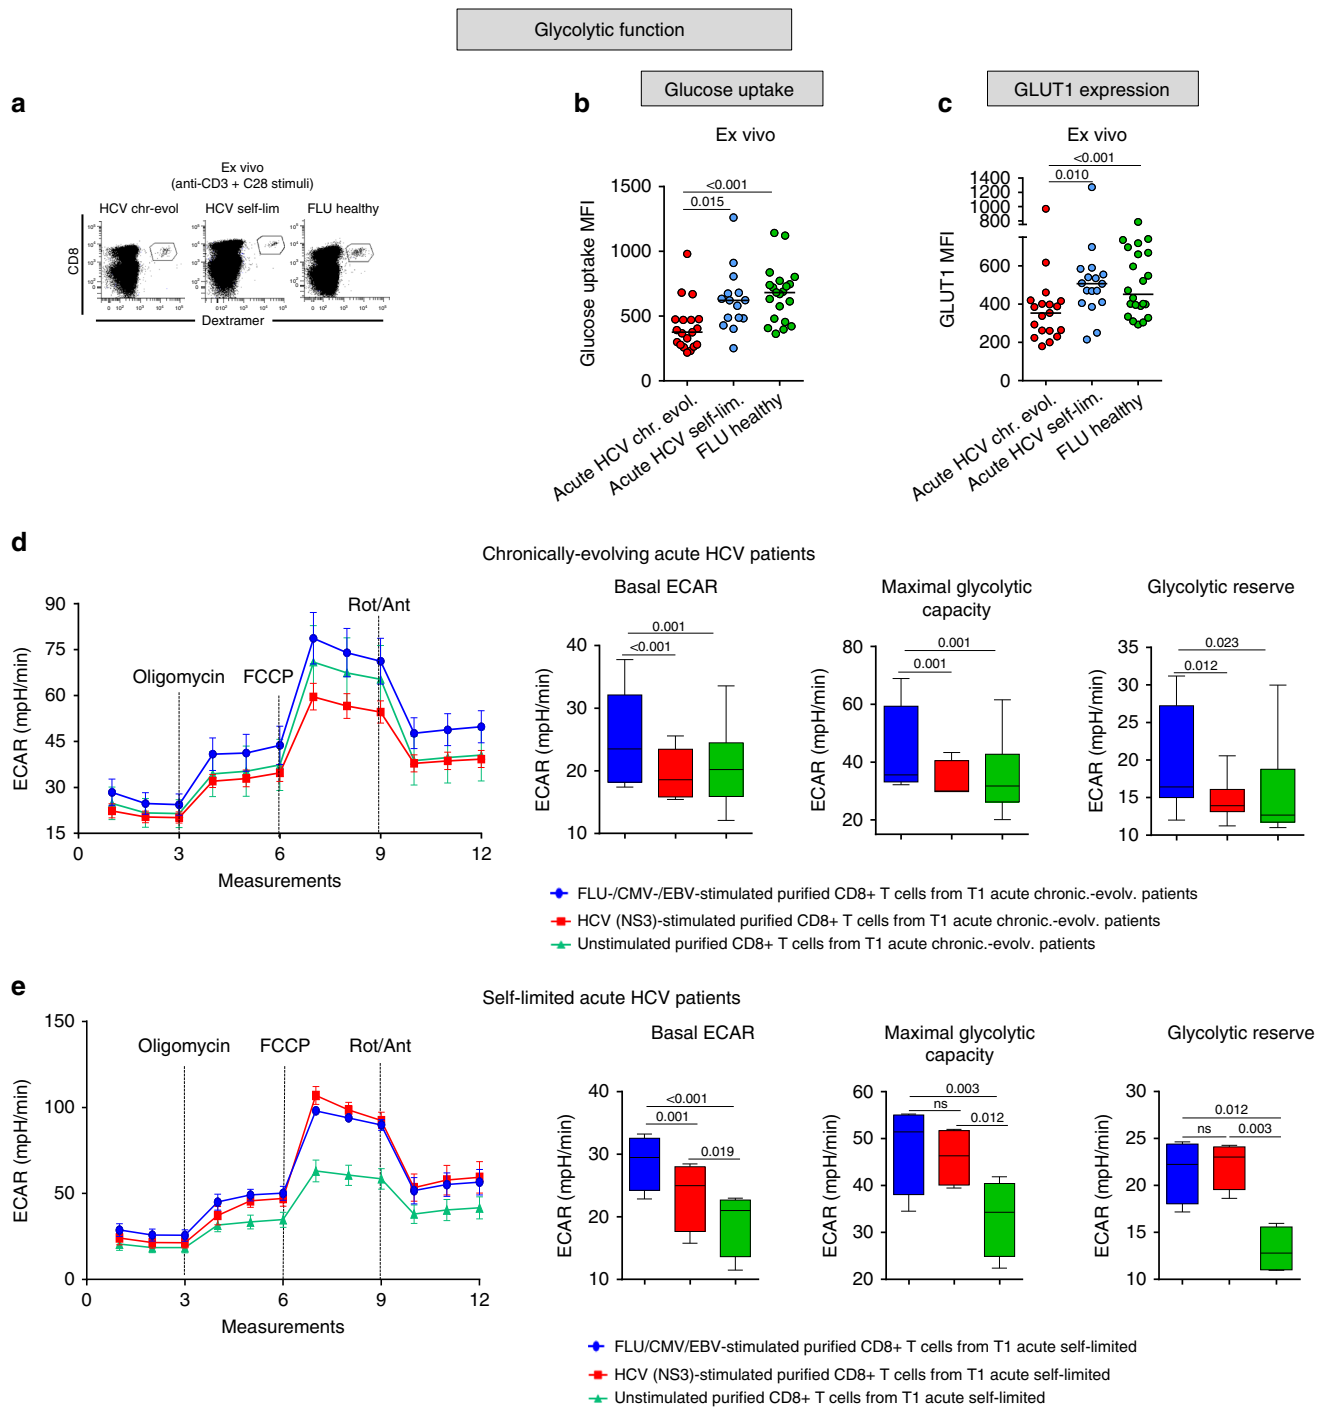 Glycolytic function
a
b
Glucose uptake
c
GLUT1 expression
Ex vivo
(anti-CD3 + C28 stimuli)
HCV chr-evol
HCV self-lim
FLU healthy
CD8
Dextramer
Ex vivo
Glucose uptake MFI
1500
1000
500
0
<0.001
0.015
Acute HCV chr. evol.
Acute HCV self-lim.
FLU healthy
Ex vivo
GLUT1 MFI
1400
1200
1000
800
600
400
200
0
<0.001
0.010
Acute HCV chr. evol.
Acute HCV self-lim.
FLU healthy
d
Chronically-evolving acute HCV patients
ECAR (mpH/min)
90
75
60
45
30
15
Oligomycin
FCCP
Rot/Ant
0
3
6
9
12
Measurements
Basal ECAR
ECAR (mpH/min)
40
30
20
10
0.001
<0.001
Maximal glycolytic
capacity
ECAR (mpH/min)
80
60
40
20
0.001
0.001
Glycolytic reserve
ECAR (mpH/min)
35
30
25
20
15
10
0.023
0.012
FLU-/CMV-/EBV-stimulated purified CD8+ T cells from T1 acute chronic.-evolv. patients
HCV (NS3)-stimulated purified CD8+ T cells from T1 acute chronic.-evolv. patients
Unstimulated purified CD8+ T cells from T1 acute chronic.-evolv. patients
e
Self-limited acute HCV patients
ECAR (mpH/min)
150
100
50
0
Oligomycin
FCCP
Rot/Ant
0
3
6
9
12
Measurements
Basal ECAR
ECAR (mpH/min)
40
30
20
10
<0.001
0.001
0.019
Maximal glycolytic
capacity
ECAR (mpH/min)
60
50
40
30
20
0.003
ns
0.012
Glycolytic reserve
ECAR (mpH/min)
30
25
20
15
10
0.012
ns
0.003
FLU/CMV/EBV-stimulated purified CD8+ T cells from T1 acute self-limited
HCV (NS3)-stimulated purified CD8+ T cells from T1 acute self-limited
Unstimulated purified CD8+ T cells from T1 acute self-limited